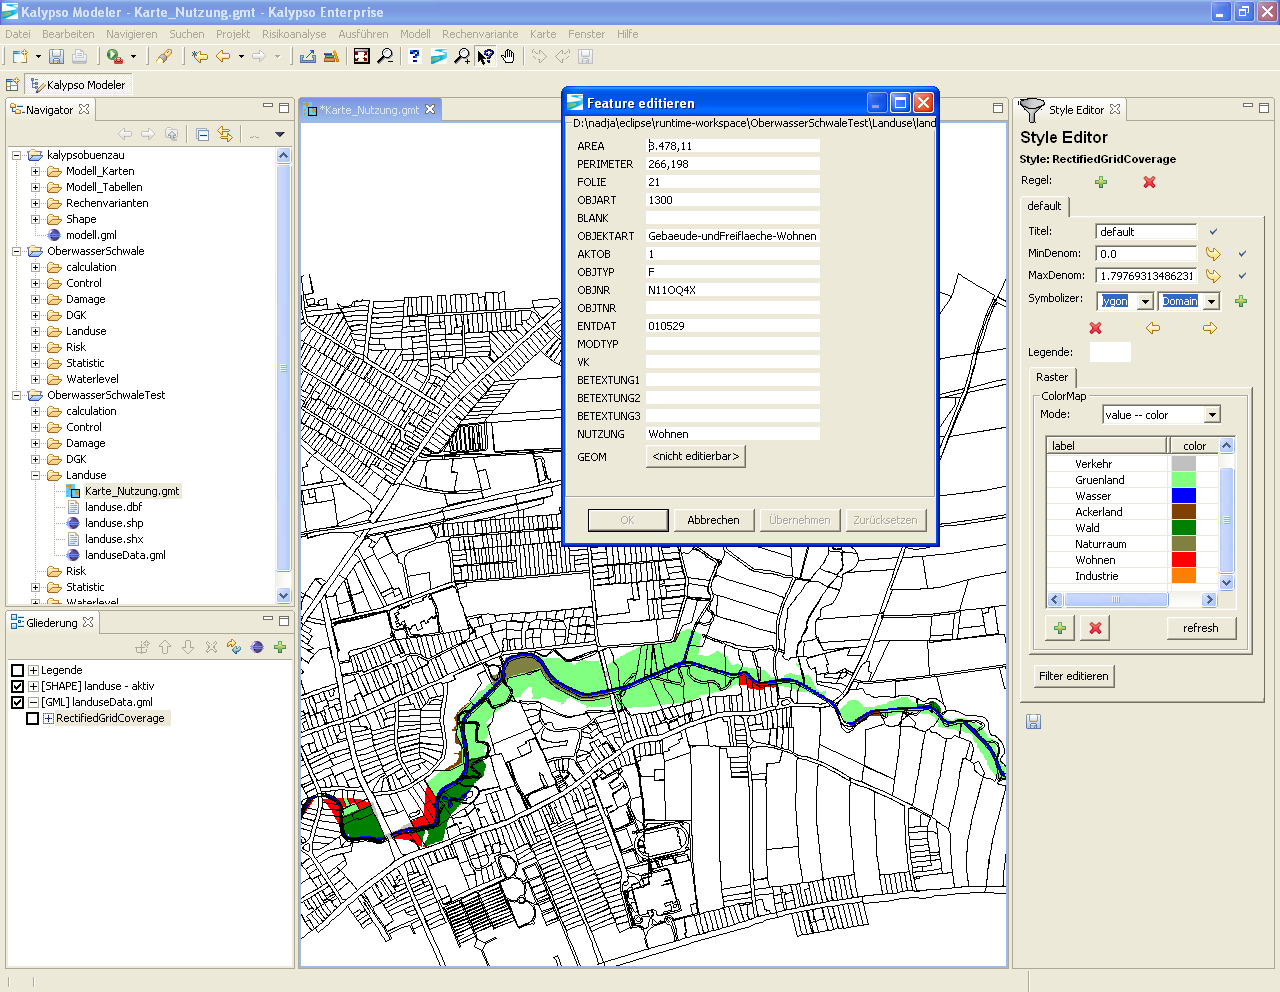 Kalypso Modeler - Karte_Nutzung.gmt - Kalypso Enterprise
Datei Bearbeiten Navigieren Suchen Projekt Risikoanalyse Ausführen Modell Rechenvariante Karte Fenster Hilfe
Kalypso Modeler
Navigator
kalypsobuenzau
Modell_Karten
Modell_Tabellen
Rechenvarianten
Shape
modell.gml
OberwasserSchwale
calculation
Control
Damage
DGK
Landuse
Risk
Statistic
Waterlevel
OberwasserSchwaleTest
calculation
Control
Damage
DGK
Landuse
Karte_Nutzung.gmt
landuse.dbf
landuse.shp
landuse.shx
landuseData.gml
Risk
Statistic
Waterlevel
Gliederung
Legende
[SHAPE] landuse - aktiv
[GML] landuseData.gml
RectifiedGridCoverage
*Karte_Nutzung.gmt
Feature editieren
D:\nadja\eclipse\runtime-workspace\OberwasserSchwaleTest\Landuse\land
AREA 3.478,11
PERIMETER 266,198
FOLIE 21
OBJART 1300
BLANK
OBJEKTART Gebaeude-undFreiflaeche-Wohnen
AKTOB 1
OBJTYP F
OBJNR N11OQ4X
OBJTNR
ENTDAT 010529
MODTYP
VK
BETEXTUNG1
BETEXTUNG2
BETEXTUNG3
NUTZUNG Wohnen
GEOM <nicht editierbar>
OK Abbrechen Übernehmen Zurücksetzen
Style Editor
Style Editor
Style: RectifiedGridCoverage
Regel:
default
Titel: default
MinDenom: 0.0
MaxDenom: 1.79769313486231
Symbolizer: lygon Domain
Legende:
Raster
ColorMap
Mode: value -- color
label color
Verkehr
Gruenland
Wasser
Ackerland
Wald
Naturraum
Wohnen
Industrie
refresh
Filter editieren